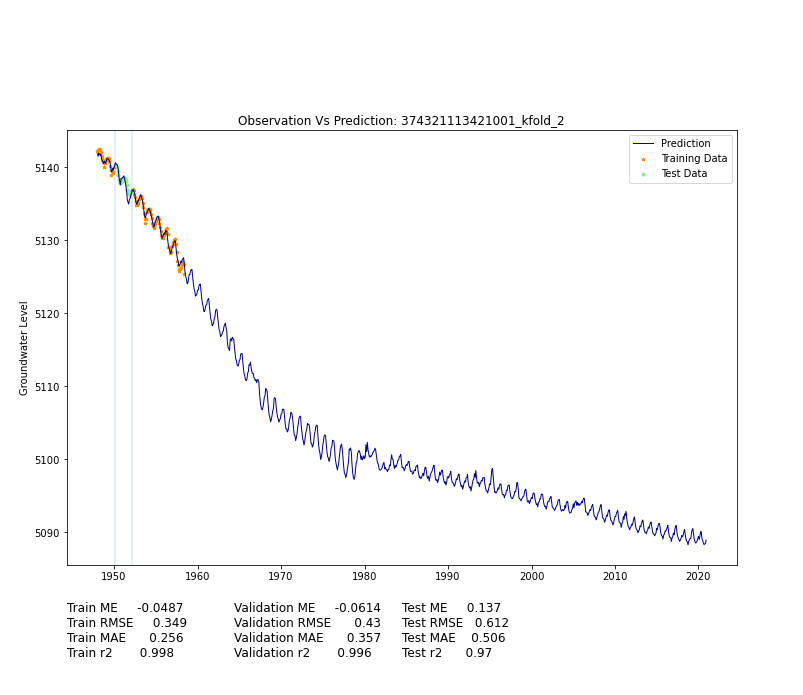 Observation Vs Prediction: 374321113421001_kfold_2
Prediction
Training Data
Test Data
Groundwater Level
5140
5130
5120
5110
5100
5090
1950 1960 1970 1980 1990 2000 2010 2020
Train ME -0.0487 Validation ME -0.0614 Test ME 0.137
Train RMSE 0.349 Validation RMSE 0.43 Test RMSE 0.612
Train MAE 0.256 Validation MAE 0.357 Test MAE 0.506
Train r2 0.998 Validation r2 0.996 Test r2 0.97